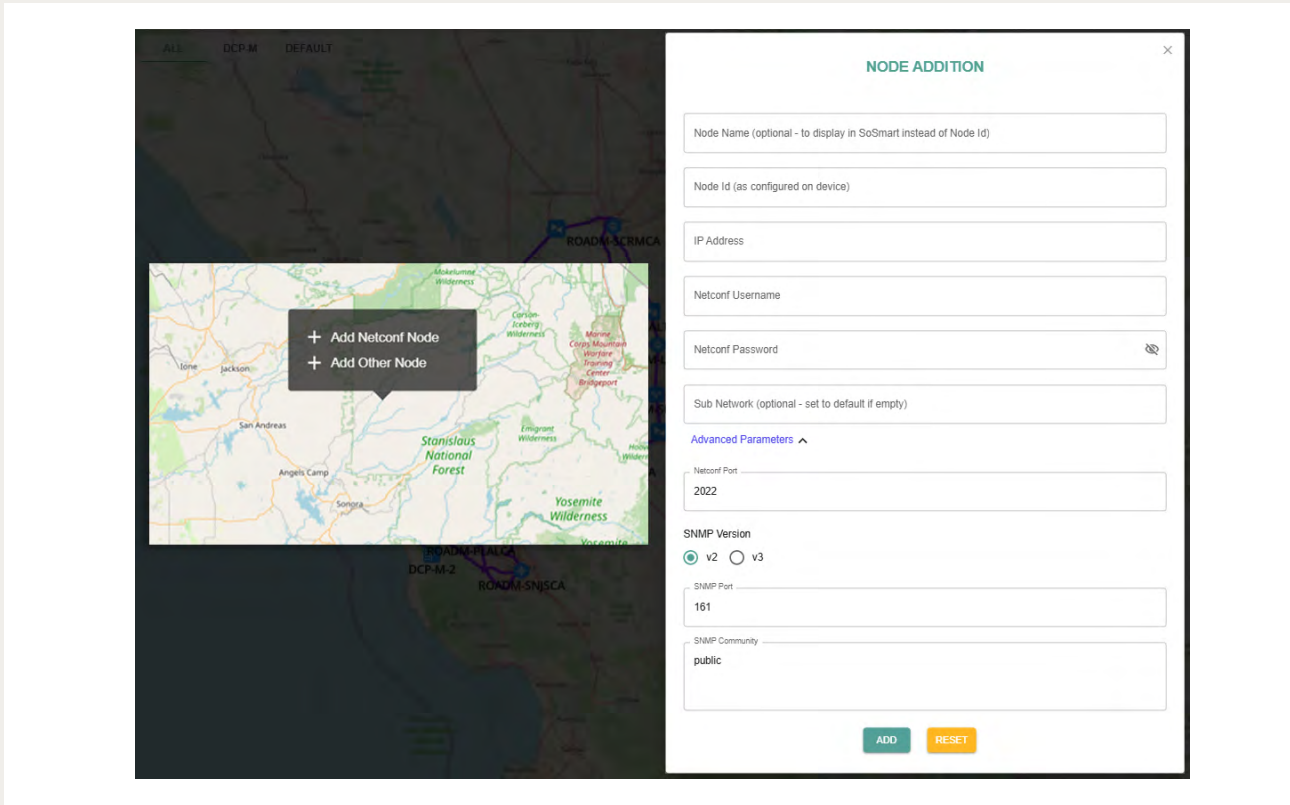 ALL DCP-M DEFAULT
ROADM-SCRMCA
Mokelumne
Wilderness
Carson-
Iceberg
Wilderness
Marine
Corps Mountain
Warfare
Training
Center
Bridgeport
+ Add Netconf Node
+ Add Other Node
Ione
Jackson
San Andreas
Angels Camp
Sonora
Stanislaus
National
Forest
Emigrant
Wilderness
Yosemite
Wilderness
Yosemite
ROADM-PLALCA
DCP-M-2
ROADM-SNJSCA
×
NODE ADDITION
Node Name (optional - to display in SoSmart instead of Node Id)
Node Id (as configured on device)
IP Address
Netconf Username
Netconf Password
Sub Network (optional - set to default if empty)
Advanced Parameters
Netconf Port
2022
SNMP Version
v2 v3
SNMP Port
161
SNMP Community
public
ADD RESET